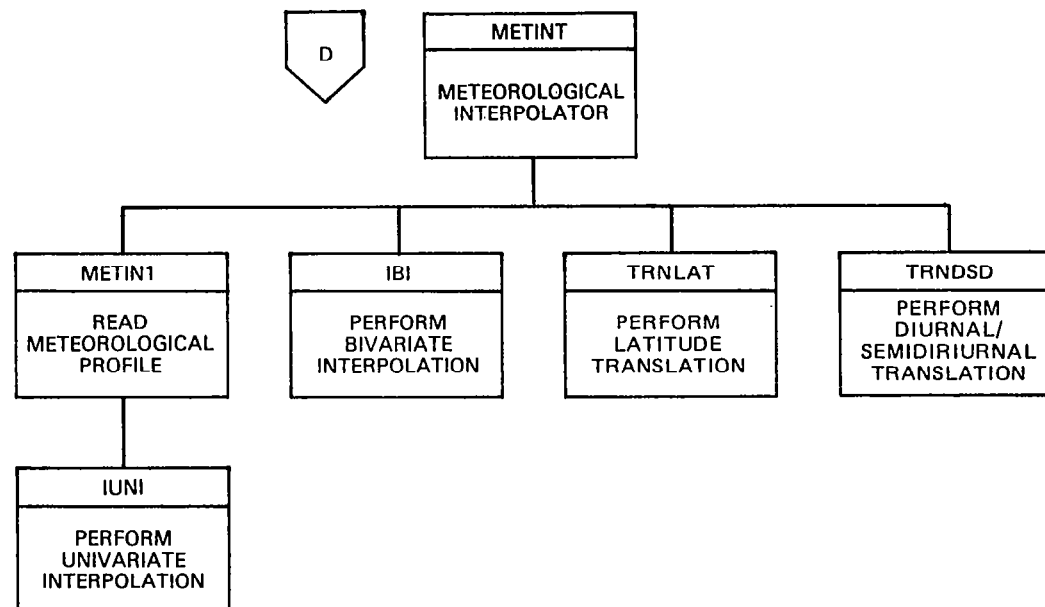 D
METINT
METEOROLOGICAL
INTERPOLATOR
METIN1
READ
METEOROLOGICAL
PROFILE
IBI
PERFORM
BIVARIATE
INTERPOLATION
TRNLAT
PERFORM
LATITUDE
TRANSLATION
TRNDSD
PERFORM
DIURNAL/
SEMIDIRIURNAL
TRANSLATION
IUNI
PERFORM
UNIVARIATE
INTERPOLATION